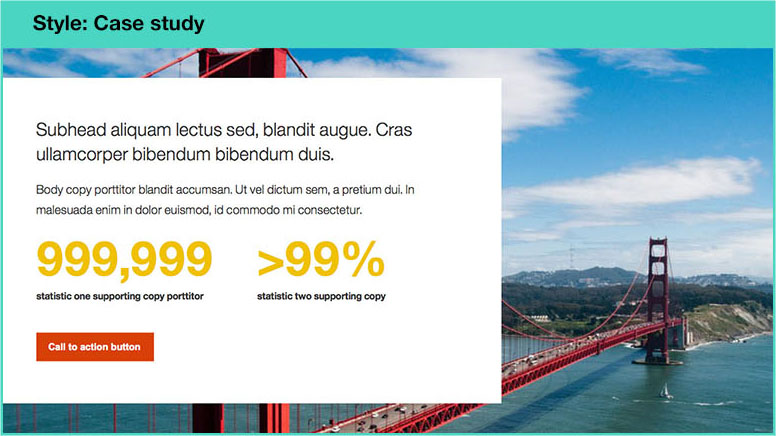 Style: Case study
Subhead aliquam lectus sed, blandit augue. Cras
ullamcorper bibendum bibendum duis.
Body copy porttitor blandit accumsan. Ut vel dictum sem, a pretium dui. In
malesuada enim in dolor euismod, id commodo mi consectetur.
999,999 >99%
statistic one supporting copy porttitor statistic two supporting copy
Call to action button